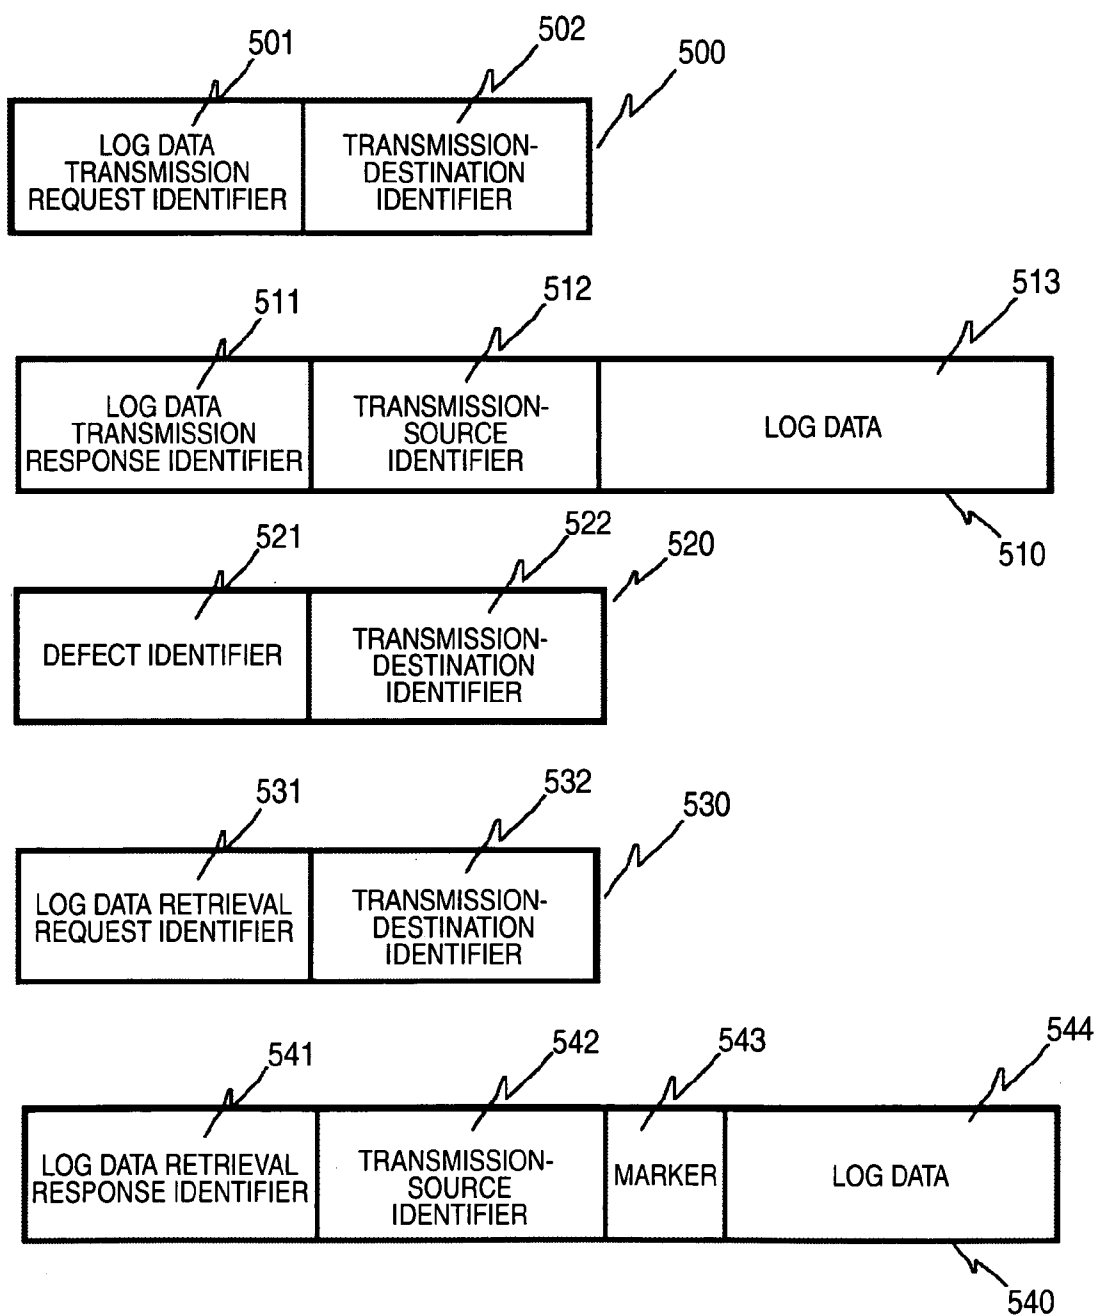 501
502
500
LOG DATA
TRANSMISSION
REQUEST IDENTIFIER
TRANSMISSION-
DESTINATION
IDENTIFIER
511
512
513
LOG DATA
TRANSMISSION
RESPONSE IDENTIFIER
TRANSMISSION-
SOURCE
IDENTIFIER
LOG DATA
510
521
522
520
DEFECT IDENTIFIER
TRANSMISSION-
DESTINATION
IDENTIFIER
531
532
530
LOG DATA RETRIEVAL
REQUEST IDENTIFIER
TRANSMISSION-
DESTINATION
IDENTIFIER
541
542
543
544
LOG DATA RETRIEVAL
RESPONSE IDENTIFIER
TRANSMISSION-
SOURCE
IDENTIFIER
MARKER
LOG DATA
540